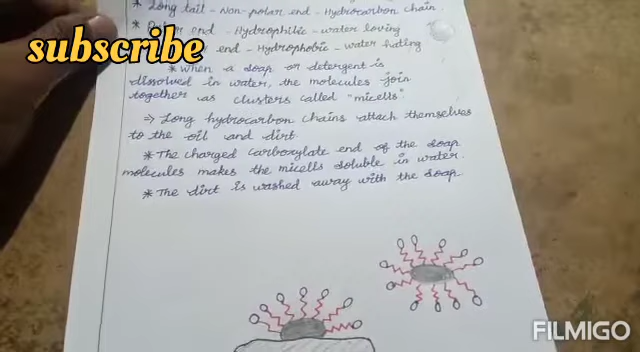 * Long tail - Non-polar end - Hydrocarbon chain.
end - Hydrophilic - water loving
subscribe
end - Hydrophobic - water hating
* When a soap or detergent is
dissolved in water, the molecules join
together as clusters called "micells".
⇒ Long hydrocarbon chains attach themselves
to the oil and dirt.
* The charged carboxylate end of the soap
molecules makes the micells soluble in water.
* The dirt is washed away with the soap
FILMIGO